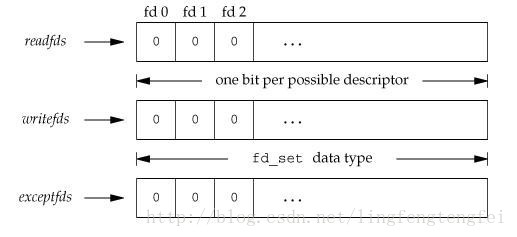 fd 0 fd 1 fd 2
readfds 0 0 0 ...
one bit per possible descriptor
writefds 0 0 0 ...
fd_set data type
exceptfds 0 0 0 ...
http://blog.csdn.net/lingfengtengfei